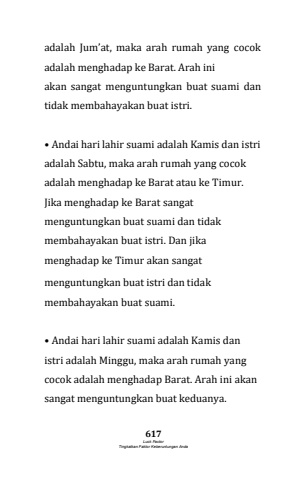 adalah Jum’at, maka arah rumah yang cocok
adalah menghadap ke Barat. Arah ini
akan sangat menguntungkan buat suami dan
tidak membahayakan buat istri.
• Andai hari lahir suami adalah Kamis dan istri
adalah Sabtu, maka arah rumah yang cocok
adalah menghadap ke Barat atau ke Timur.
Jika menghadap ke Barat sangat
menguntungkan buat suami dan tidak
membahayakan buat istri. Dan jika
menghadap ke Timur akan sangat
menguntungkan buat istri dan tidak
membahayakan buat suami.
• Andai hari lahir suami adalah Kamis dan
istri adalah Minggu, maka arah rumah yang
cocok adalah menghadap Barat. Arah ini akan
sangat menguntungkan buat keduanya.
617
Luck Factor
Tingkatkan Faktor Keberuntungan Anda